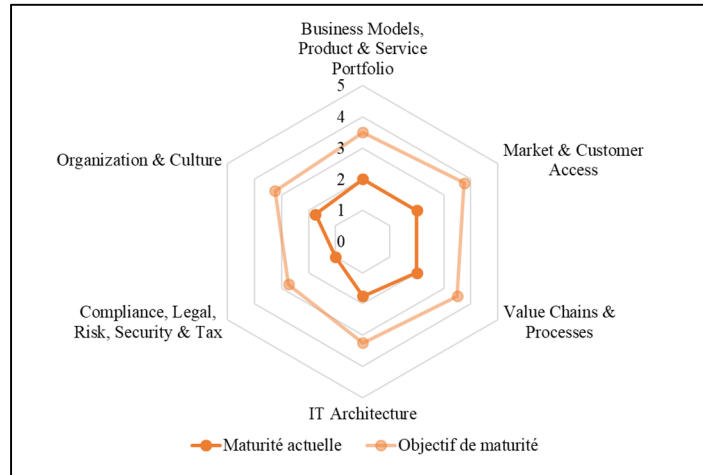 Business Models,
Product & Service
Portfolio
5
4
3
2
1
0
Market & Customer
Access
Value Chains &
Processes
IT Architecture
Compliance, Legal,
Risk, Security & Tax
Organization & Culture
Maturité actuelle
Objectif de maturité